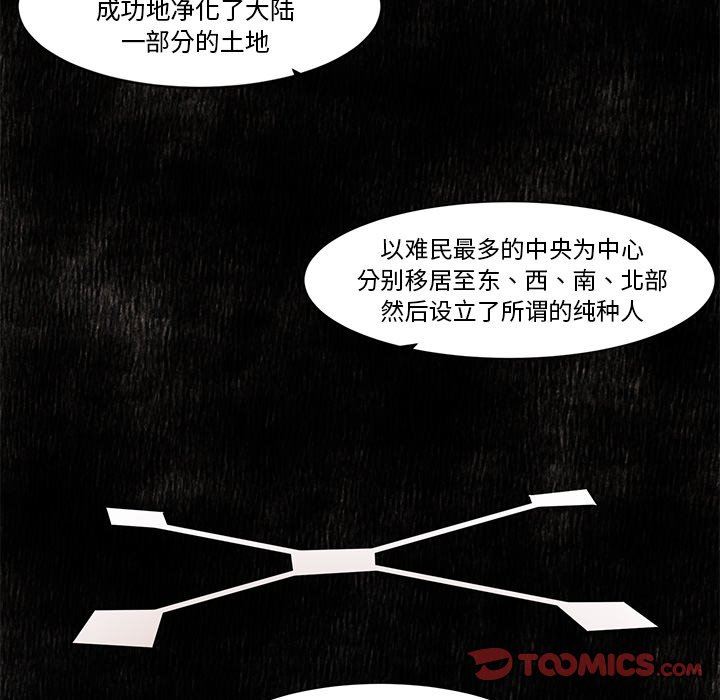 成功地净化了大陆
一部分的土地
以难民最多的中央为中心
分别移居至东、西、南、北部
然后设立了所谓的纯种人
TOOMICS.COM